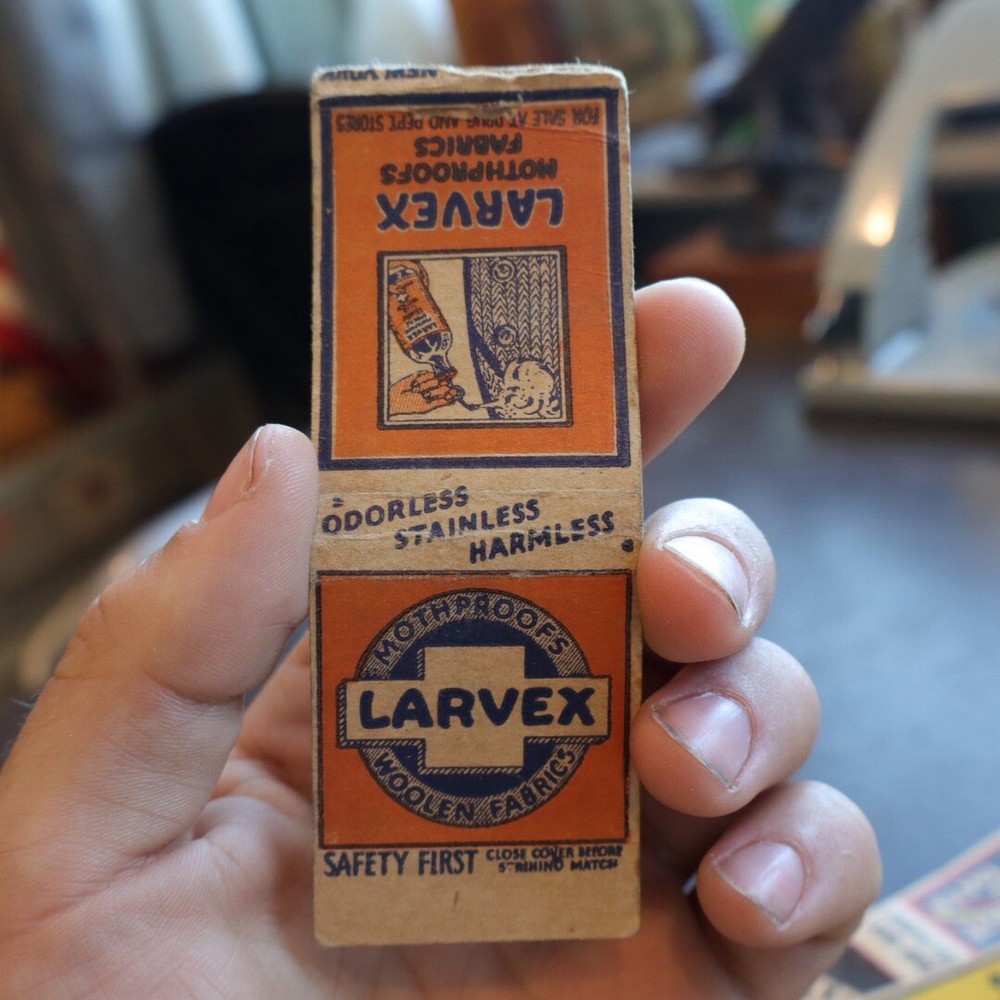 NEW YORK
FOR SALE AT DRUG AND DEPT. STORES
LARVEX
MOTHPROOFS
FABRICS
ODORLESS
STAINLESS
HARMLESS
MOTHPROOFS
LARVEX
WOOLEN FABRICS
SAFETY FIRST CLOSE COVER BEFORE
STRIKING MATCH